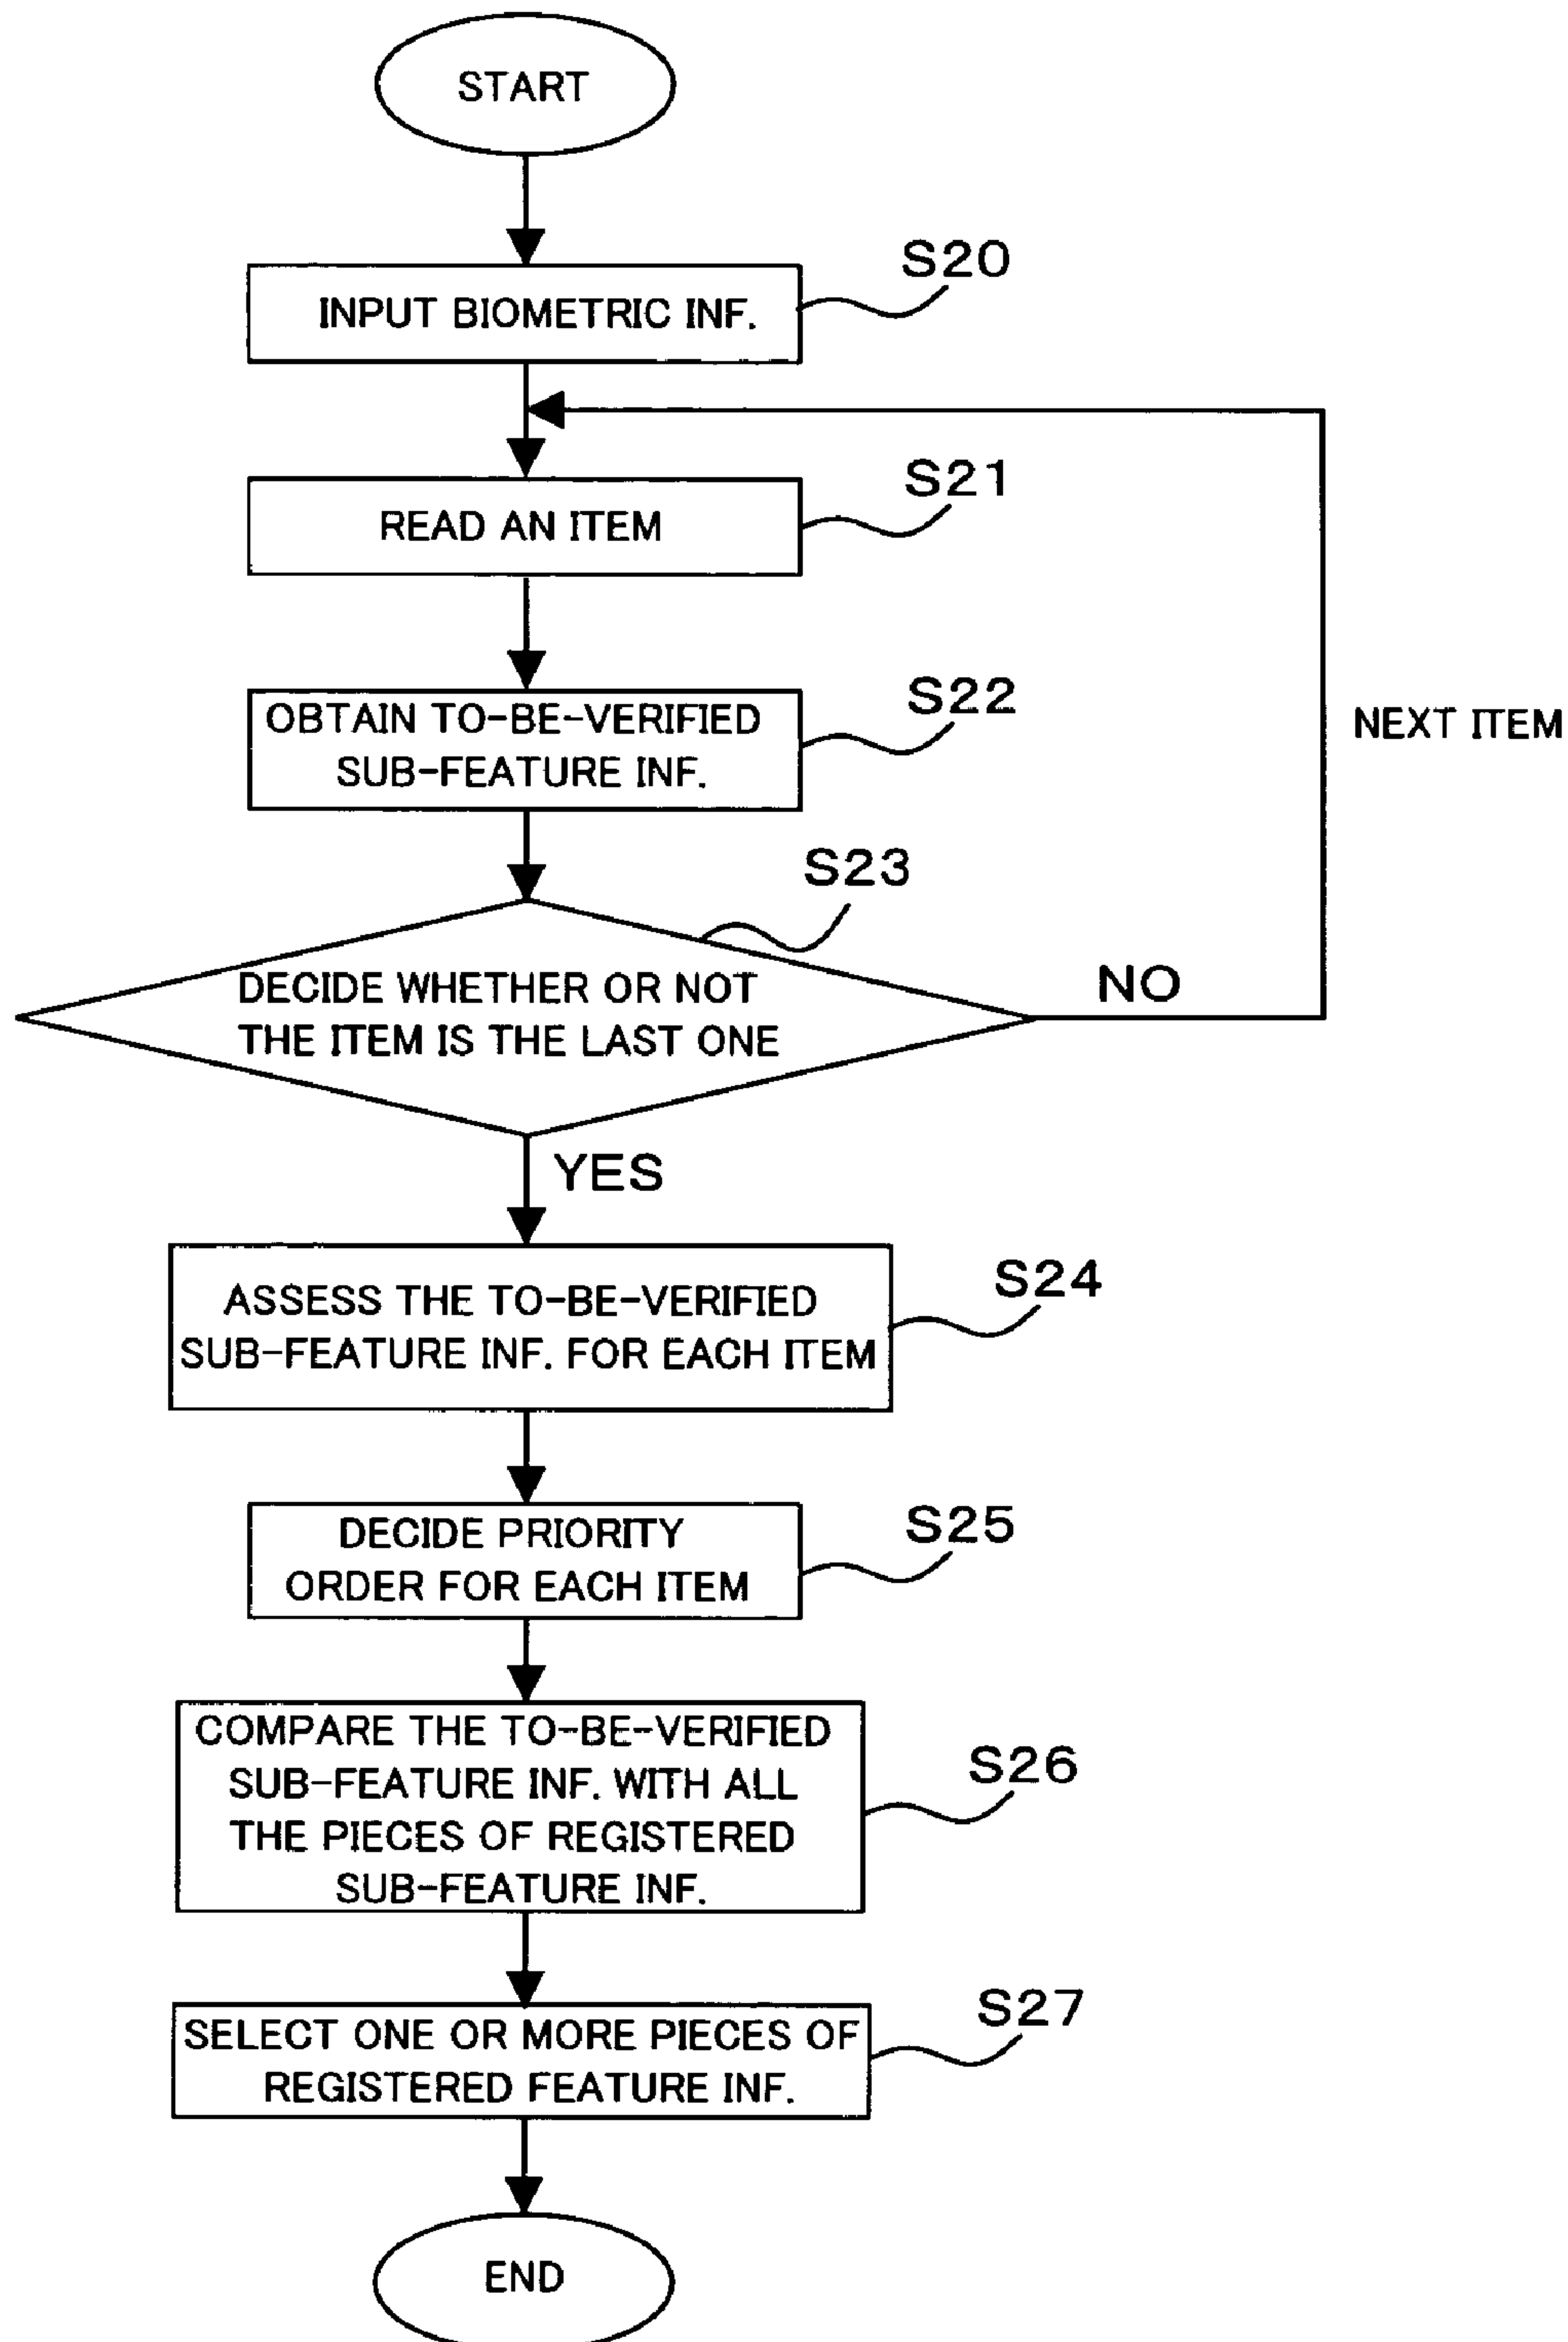 START
S20
INPUT BIOMETRIC INF.
S21
READ AN ITEM
S22
OBTAIN TO-BE-VERIFIED
SUB-FEATURE INF.
NEXT ITEM
S23
DECIDE WHETHER OR NOT
THE ITEM IS THE LAST ONE
NO
YES
S24
ASSESS THE TO-BE-VERIFIED
SUB-FEATURE INF. FOR EACH ITEM
S25
DECIDE PRIORITY
ORDER FOR EACH ITEM
S26
COMPARE THE TO-BE-VERIFIED
SUB-FEATURE INF. WITH ALL
THE PIECES OF REGISTERED
SUB-FEATURE INF.
S27
SELECT ONE OR MORE PIECES OF
REGISTERED FEATURE INF.
END